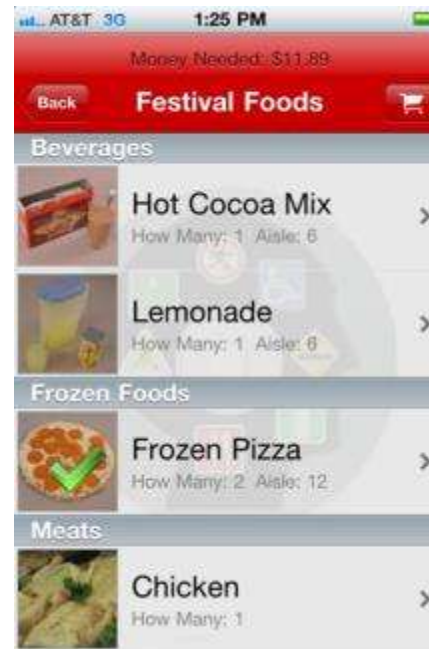 AT&T 3G 1:25 PM
Money Needed: $11.89
Back Festival Foods
Beverages
Hot Cocoa Mix
How Many: 1 Aisle: 6
Lemonade
How Many: 1 Aisle: 6
Frozen Foods
Frozen Pizza
How Many: 2 Aisle: 12
Meats
Chicken
How Many: 1